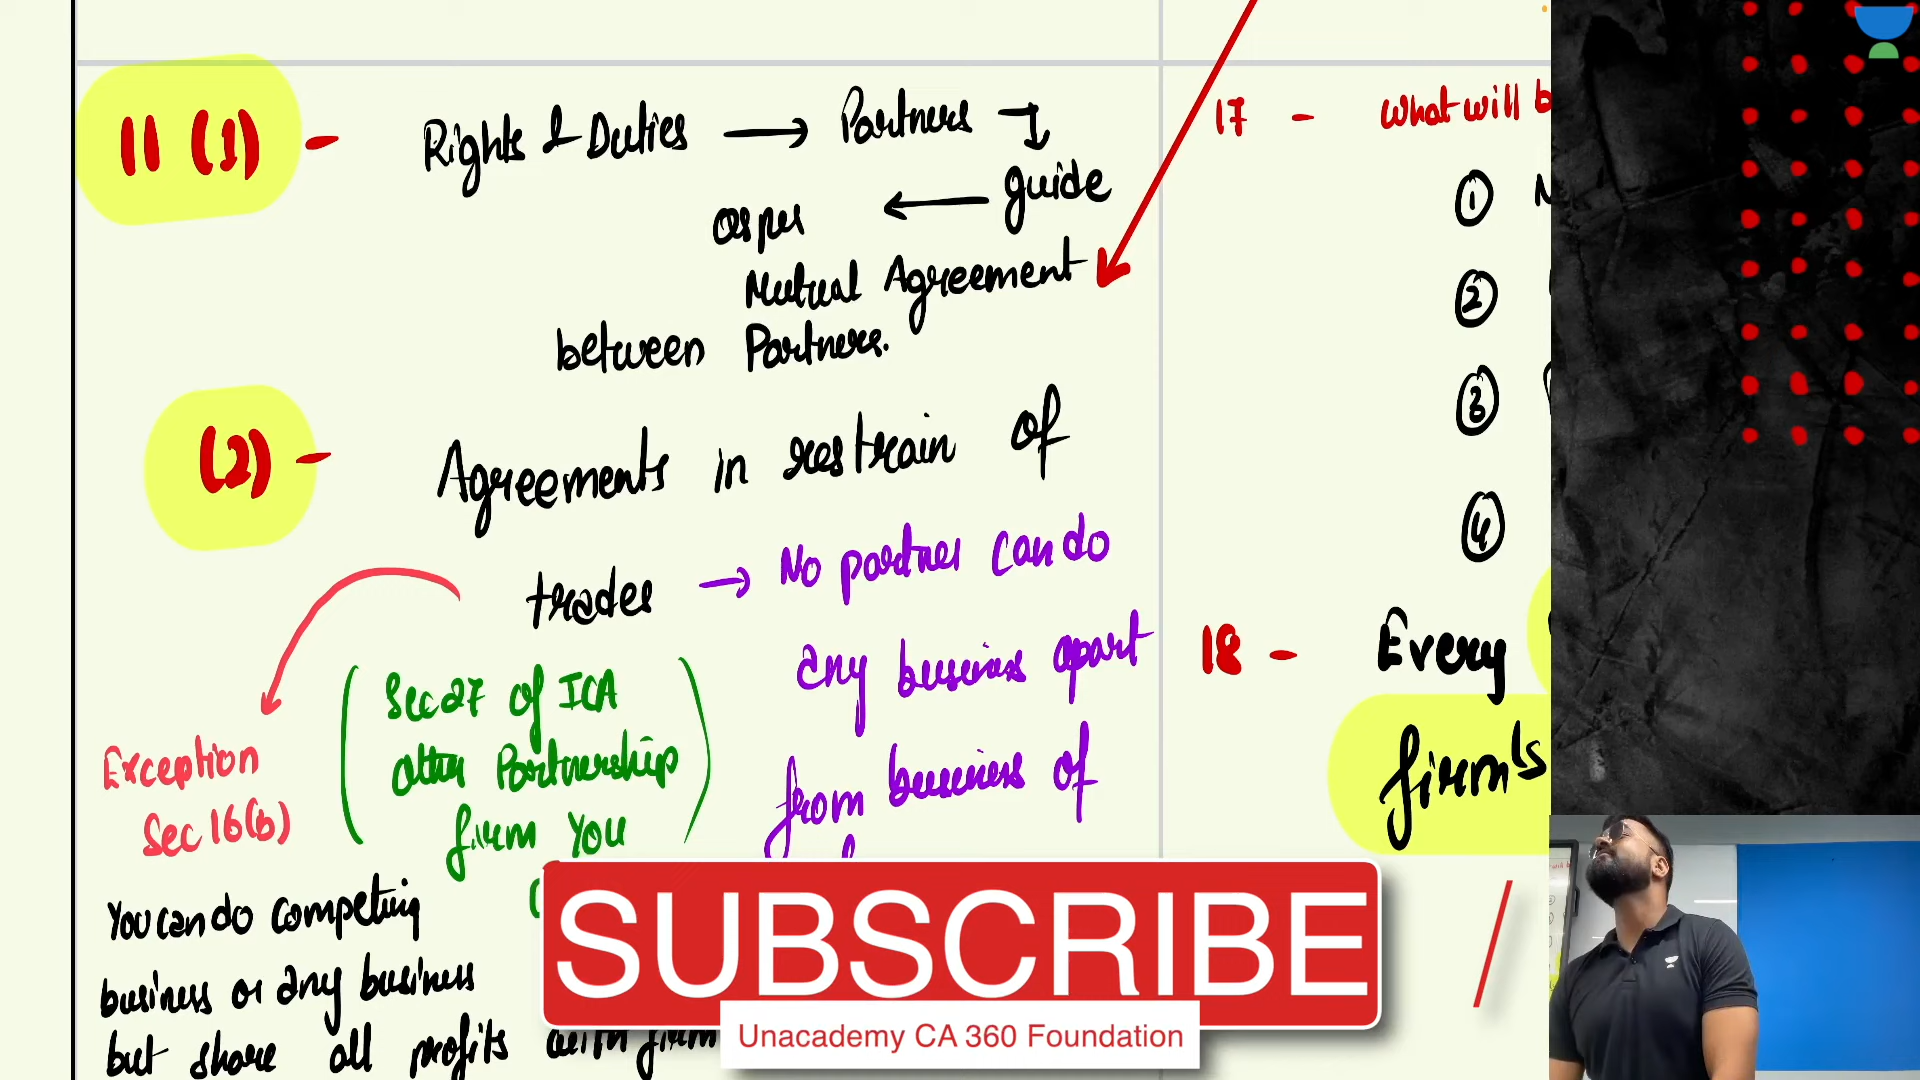 11 (1) - Rights & Duties → Partners
guide
as per
Mutual Agreement
between Partners.
(2) - Agreements in restrain of
trades → No partner can do
any business apart
from business of
(Sec 27 of ICA
Partnership
firm You
Exception
Sec 16(b)
You can do competing
business or any business
but share all profits with firm
17 - What will b
①
②
③
④
18 - Every
firm's
SUBSCRIBE
Unacademy CA 360 Foundation